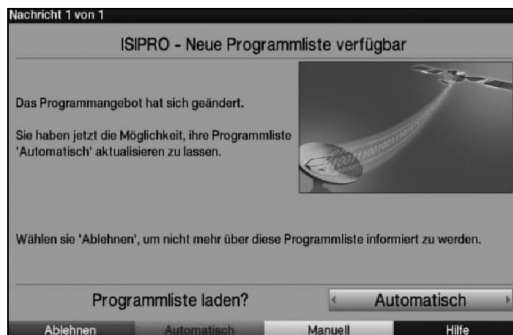 Nachricht 1 von 1
ISIPRO - Neue Programmliste verfügbar
Das Programmangebot hat sich geändert.
Sie haben jetzt die Möglichkeit, ihre Programmliste
'Automatisch' aktualisieren zu lassen.
Wählen sie 'Ablehnen', um nicht mehr über diese Programmliste informiert zu werden.
Programmliste laden? Automatisch
Ablehnen Automatisch Manuell Hilfe